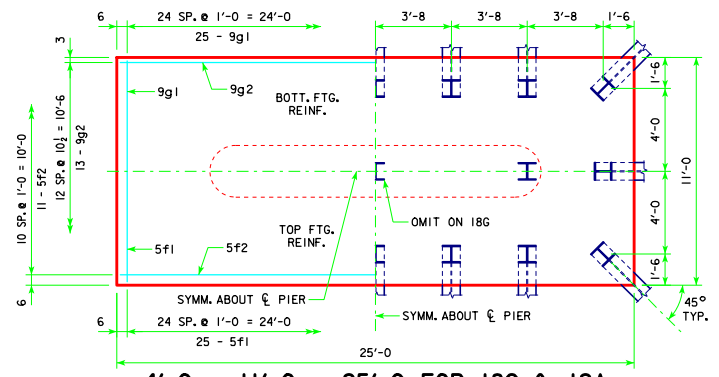 6
24 SP. @ 1'-0 = 24'-0
25 - 9g1
3'-8
3'-8
3'-8
1'-6
3
9g1
9g2
BOTT. FTG.
REINF.
1'-6
4'-0
11'-0
4'-0
1'-6
10 SP. @ 1'-0 = 10'-0
11 - 5f2
12 SP. @ 10½ = 10'-6
13 - 9g2
OMIT ON 18G
TOP FTG.
REINF.
5f1
5f2
SYMM. ABOUT ℄ PIER
SYMM. ABOUT ℄ PIER
6
45°
TYP.
6
24 SP. @ 1'-0 = 24'-0
25 - 5f1
25'-0